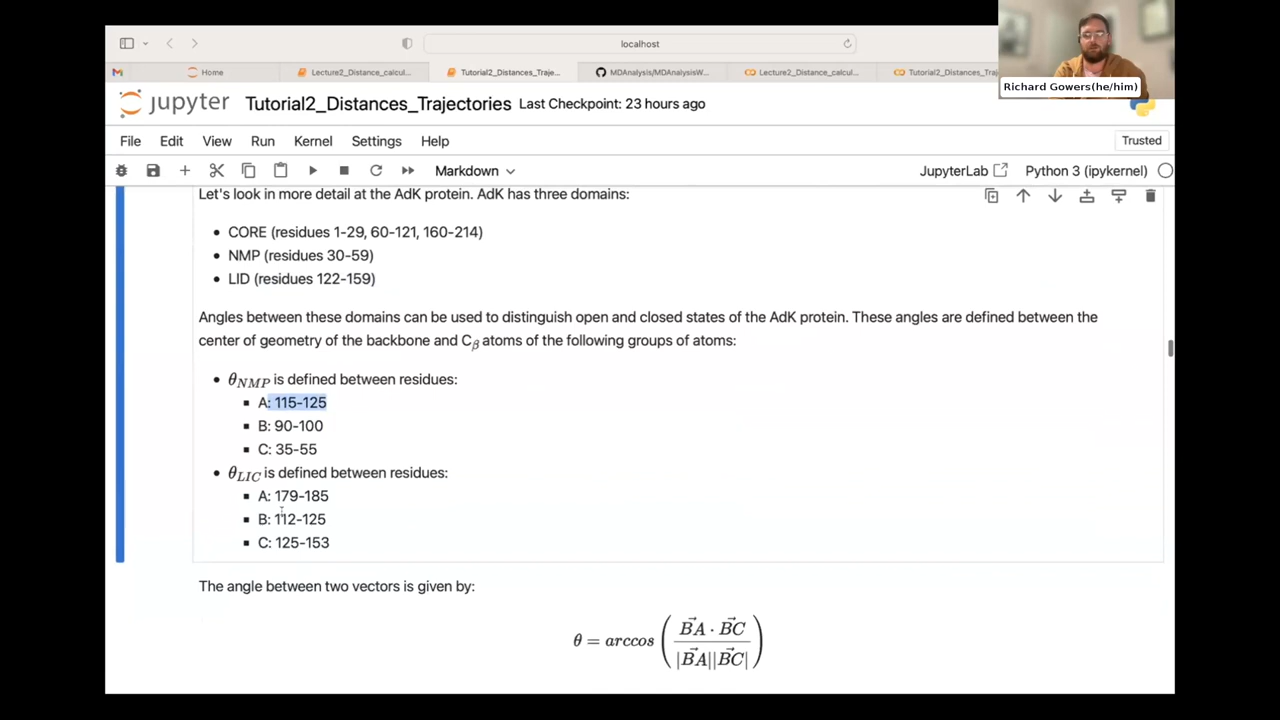 localhost
Home
Lecture2_Distance_calcul...
Tutorial2_Distances_Traje...
MDAnalysis/MDAnalysisW...
Lecture2_Distance_calcul...
Tutorial2_Distances_Tra
Richard Gowers(he/him)
jupyter Tutorial2_Distances_Trajectories Last Checkpoint: 23 hours ago
File Edit View Run Kernel Settings Help Trusted
Markdown JupyterLab Python 3 (ipykernel)
Let's look in more detail at the AdK protein. AdK has three domains:
• CORE (residues 1-29, 60-121, 160-214)
• NMP (residues 30-59)
• LID (residues 122-159)
Angles between these domains can be used to distinguish open and closed states of the AdK protein. These angles are defined between the
center of geometry of the backbone and Cβ atoms of the following groups of atoms:
• θNMP is defined between residues:
▪ A: 115-125
▪ B: 90-100
▪ C: 35-55
• θLIC is defined between residues:
▪ A: 179-185
▪ B: 112-125
▪ C: 125-153
The angle between two vectors is given by:
θ = arccos ( BA⃗ · BC⃗ / |BA⃗||BC⃗| )